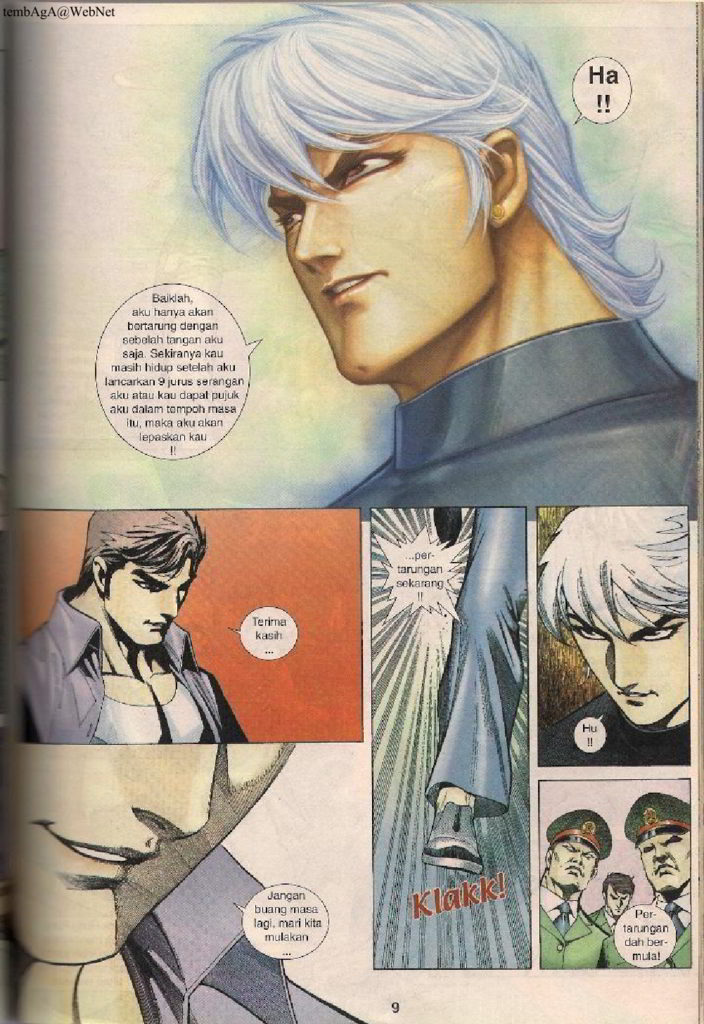 tembAgA@WebNet
Ha
!!
Baiklah,
aku hanya akan
bertarung dengan
sebelah tangan aku
saja. Sekiranya kau
masih hidup setelah aku
lancarkan 9 jurus serangan
aku atau kau dapat pujuk
aku dalam tempoh masa
itu, maka aku akan
lepaskan kau
!!
Terima
kasih
...
Jangan
buang masa
lagi, mari kita
mulakan
...
...per-
tarungan
sekarang
!!
Klakk!
Hu
!!
Per-
tarungan
dah ber-
mula!
9